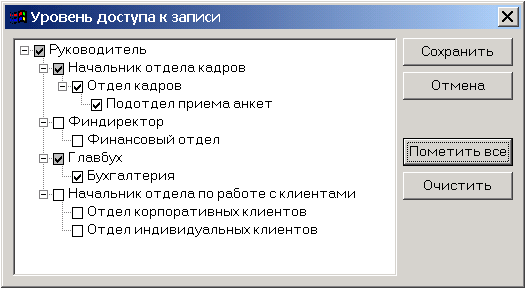 Уровень доступа к записи
Руководитель
Начальник отдела кадров
Отдел кадров
Подотдел приема анкет
Финдиректор
Финансовый отдел
Главбух
Бухгалтерия
Начальник отдела по работе с клиентами
Отдел корпоративных клиентов
Отдел индивидуальных клиентов
Сохранить
Отмена
Пометить все
Очистить